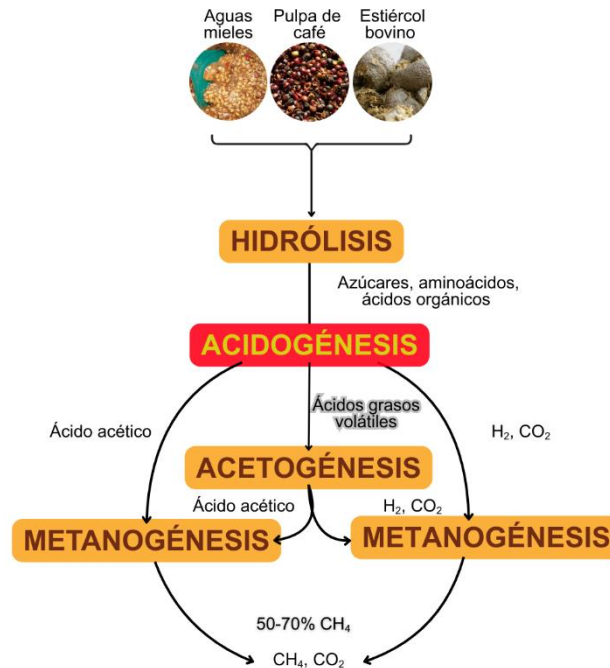 Aguas
mieles
Pulpa de
café
Estiércol
bovino
HIDRÓLISIS
Azúcares, aminoácidos,
ácidos orgánicos
ACIDOGÉNESIS
Ácido acético
Ácidos grasos
volátiles
H₂, CO₂
ACETOGÉNESIS
Ácido acético
H₂, CO₂
METANOGÉNESIS
METANOGÉNESIS
50-70% CH₄
CH₄, CO₂